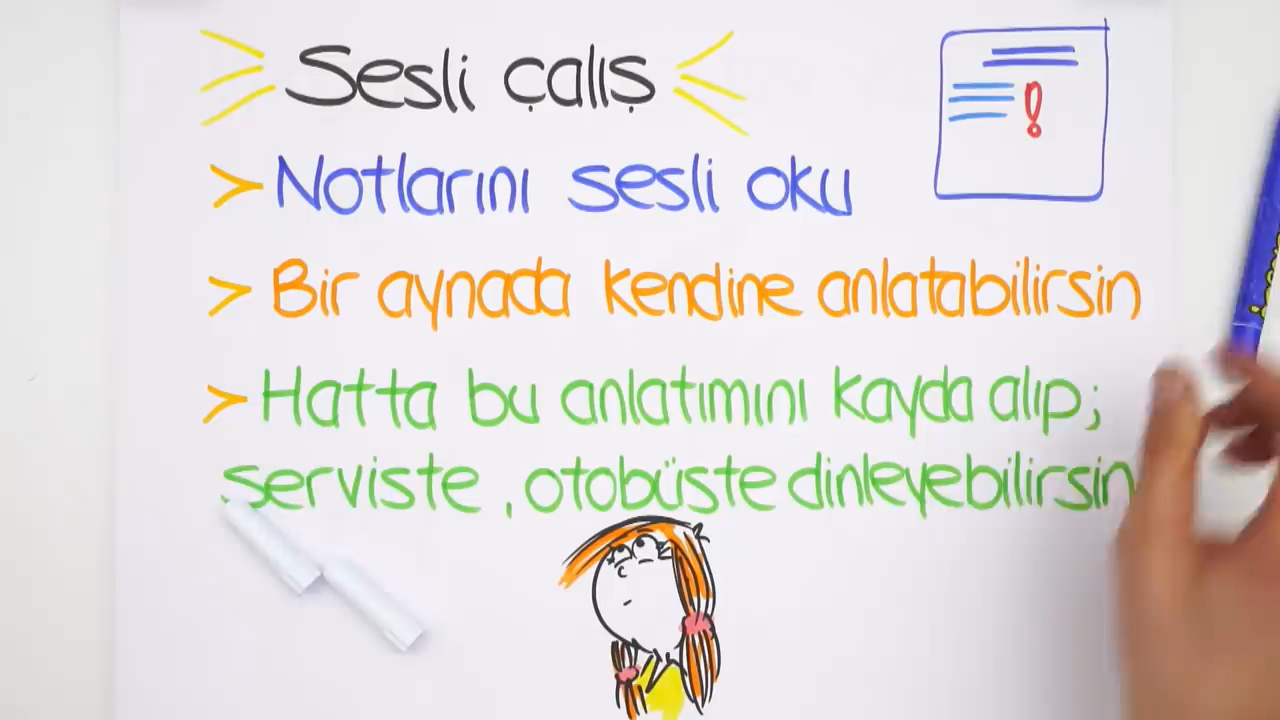 Sesli çalış
> Notlarını sesli oku
> Bir aynada kendine anlatabilirsin
> Hatta bu anlatımını kayda alıp;
serviste, otobüste dinleyebilirsin
!